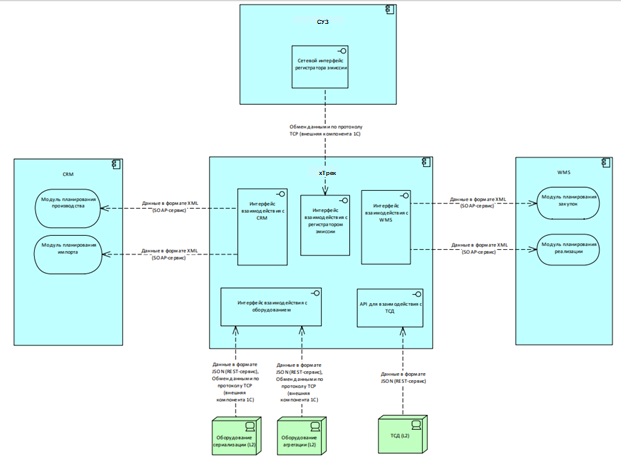 СУЗ
Сетевой интерфейс
регистратора эмиссии
Обмен данными по протоколу
TCP (внешняя компонента 1С)
CRM
Модуль планирования
производства
Модуль планирования
импорта
Данные в формате XML
(SOAP-сервис)
Данные в формате XML
(SOAP-сервис)
хТрек
Интерфейс
взаимодействия с
CRM
Интерфейс
взаимодействия с
регистратором
эмиссии
Интерфейс
взаимодействия с
WMS
Интерфейс взаимодействия с
оборудованием
API для взаимодействия с
ТСД
Данные в формате XML
(SOAP-сервис)
Данные в формате XML
(SOAP-сервис)
WMS
Модуль планирования
закупок
Модуль планирования
реализации
Данные в формате
JSON (REST-сервис),
Обмен данными по
протоколу TCP
(внешняя
компонента 1С)
Данные в формате
JSON (REST-сервис),
Обмен данными по
протоколу TCP
(внешняя
компонента 1С)
Данные в формате
JSON (REST-сервис)
Оборудование
сериализации (L2)
Оборудование
агрегации (L2)
ТСД (L2)